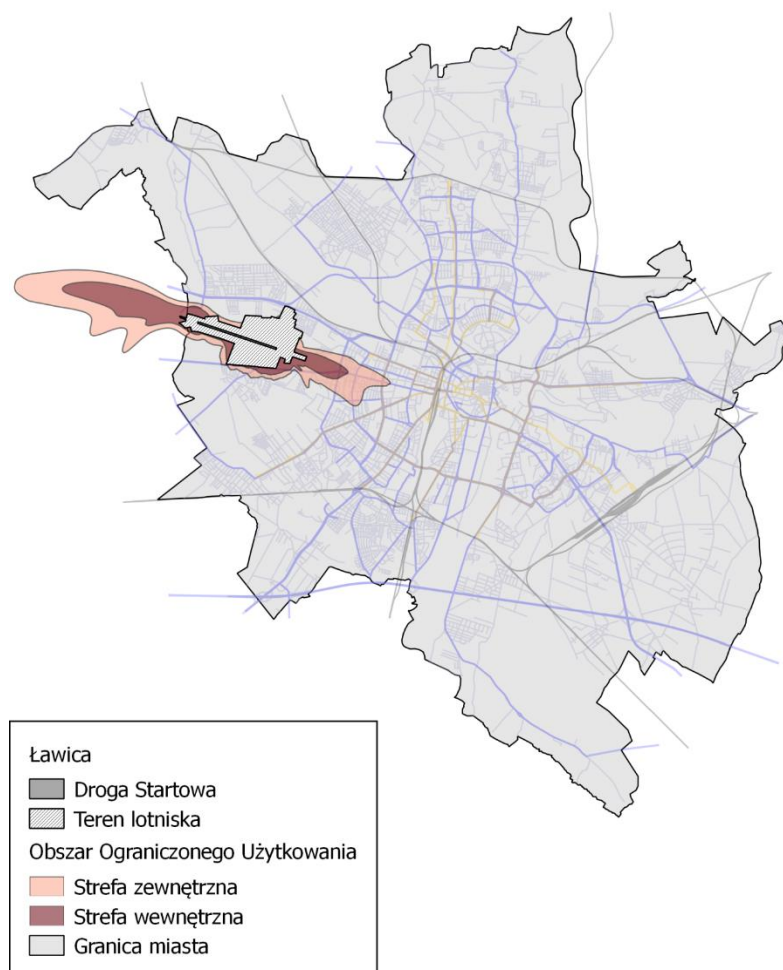 Ławica
Droga Startowa
Teren lotniska
Obszar Ograniczonego Użytkowania
Strefa zewnętrzna
Strefa wewnętrzna
Granica miasta